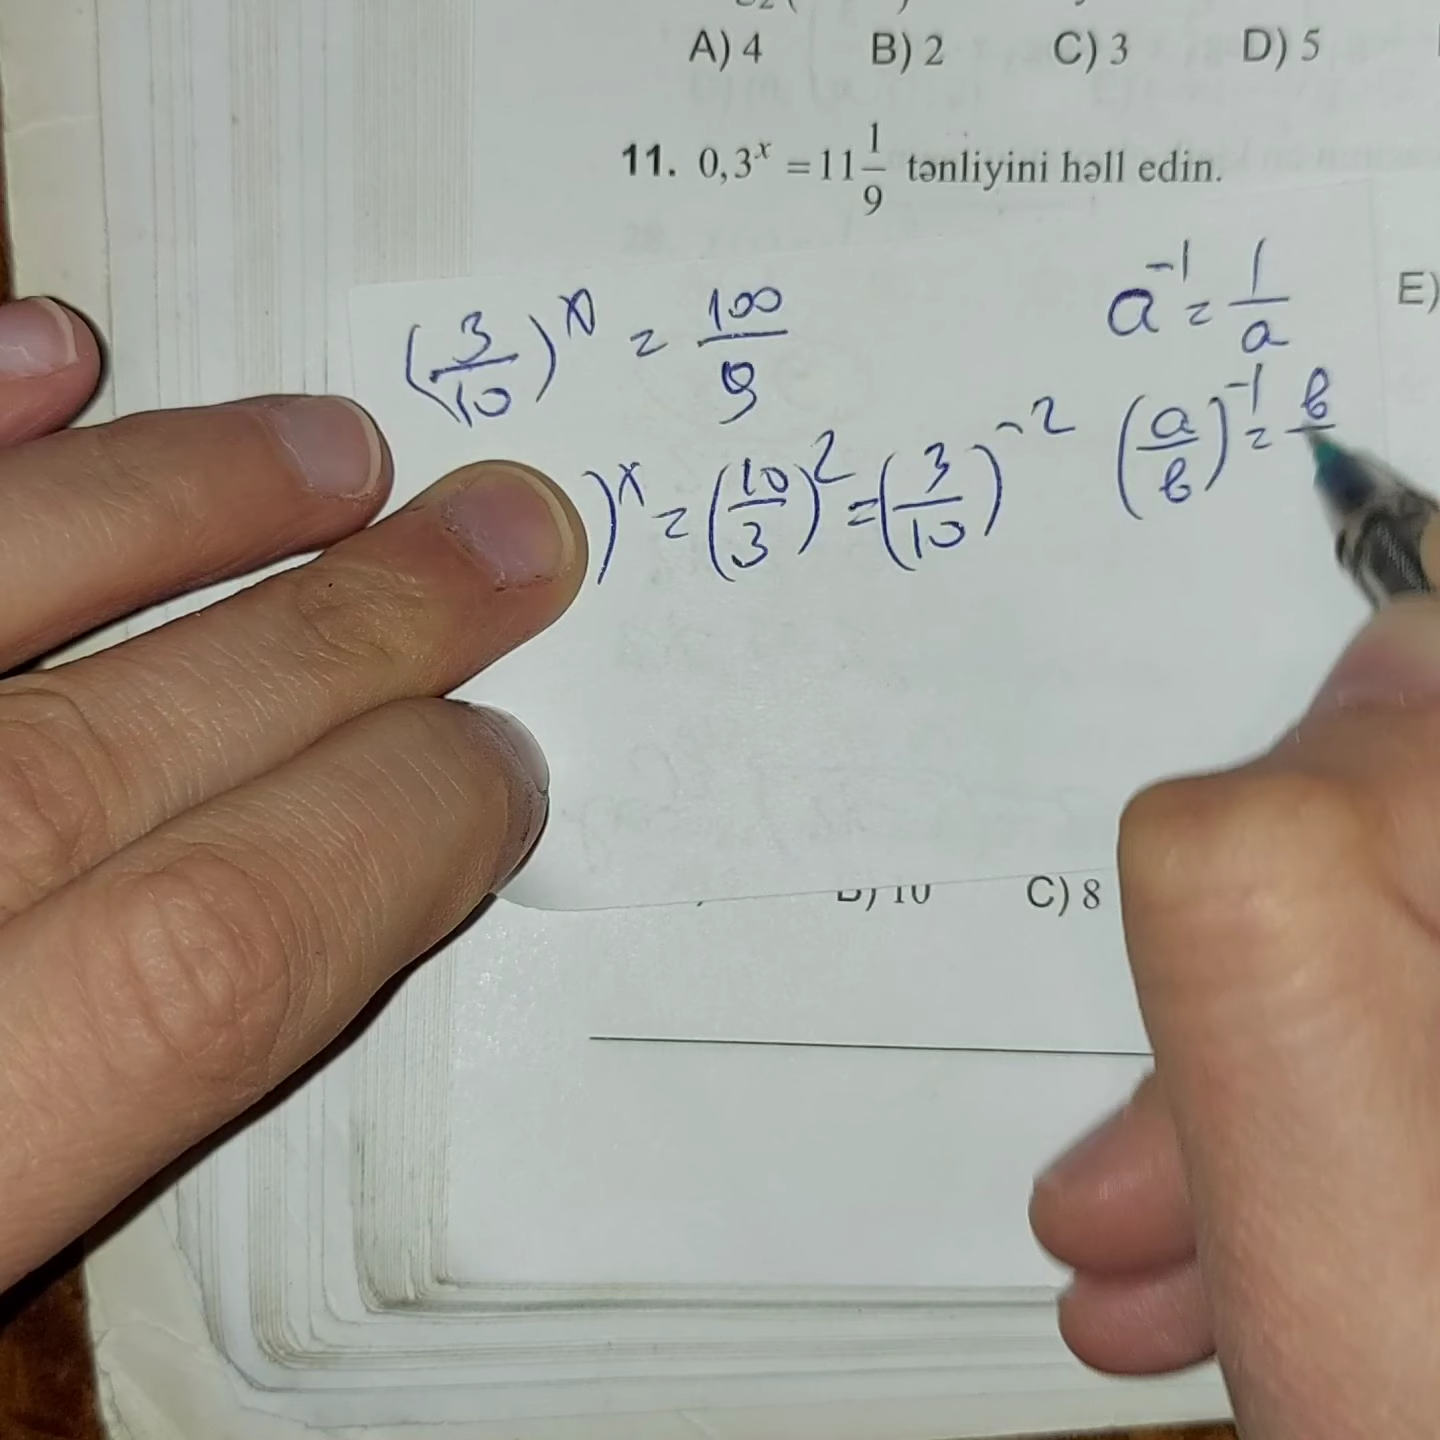 A) 4 B) 2 C) 3 D) 5
11. 0,3^x = 11 1/9 tənliyini həll edin.
(3/10)^x = 100/9
a^-1 = 1/a
E)
)^x = (10/3)^2 = (3/10)^-2
(a/b)^-1 = b/
10 C) 8